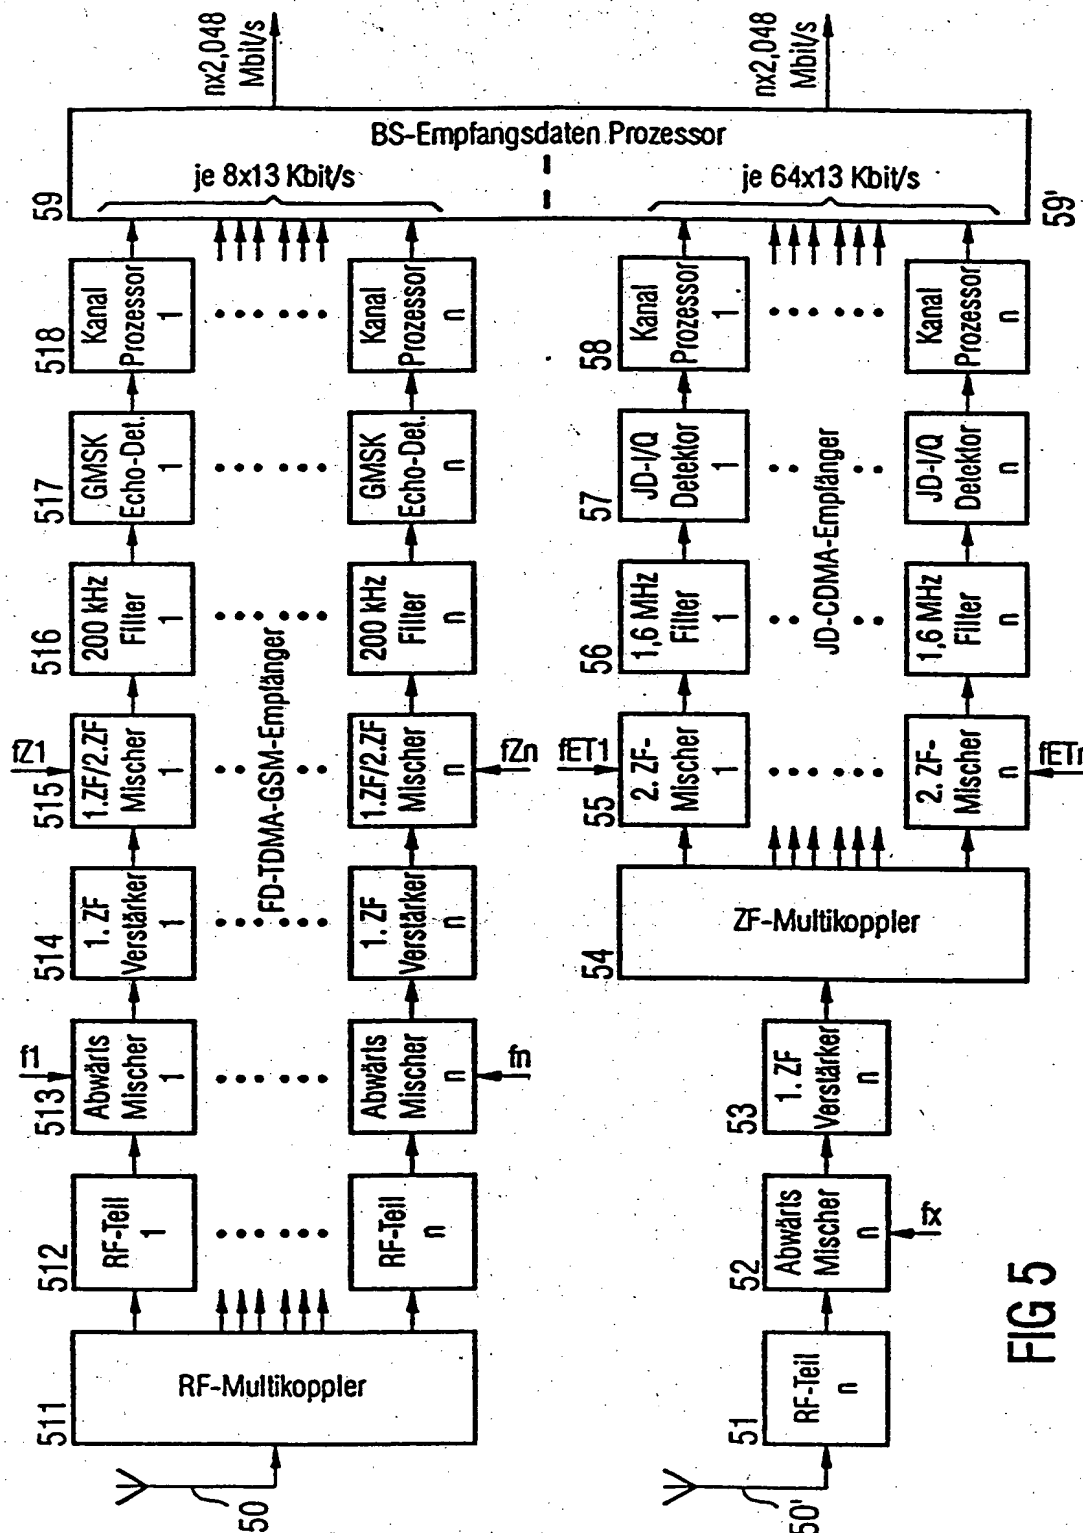 50
511
RF-Multikoppler
512
RF-Teil
1
RF-Teil
n
f1
513
Abwärts
Mischer
1
Abwärts
Mischer
n
fn
514
1. ZF
Verstärker
1
1. ZF
Verstärker
n
FD-TDMA-GSM-Empfänger
fZ1
515
1.ZF/2.ZF
Mischer
1
1.ZF/2.ZF
Mischer
n
fZn
516
200 kHz
Filter
1
200 kHz
Filter
n
517
GMSK
Echo-Det.
1
GMSK
Echo-Det.
n
518
Kanal
Prozessor
1
Kanal
Prozessor
n
59
je 8x13 Kbit/s
BS-Empfangsdaten Prozessor
nx2,048
Mbit/s
50'
51
RF-Teil
n
52
Abwärts
Mischer
n
fx
53
1. ZF
Verstärker
n
54
ZF-Multikoppler
fET1
55
2. ZF-
Mischer
1
2. ZF-
Mischer
n
fETn
56
1,6 MHz
Filter
1
1,6 MHz
Filter
n
JD-CDMA-Empfänger
57
JD-I/Q
Detektor
1
JD-I/Q
Detektor
n
58
Kanal
Prozessor
1
Kanal
Prozessor
n
je 64x13 Kbit/s
59'
nx2,048
Mbit/s
FIG 5